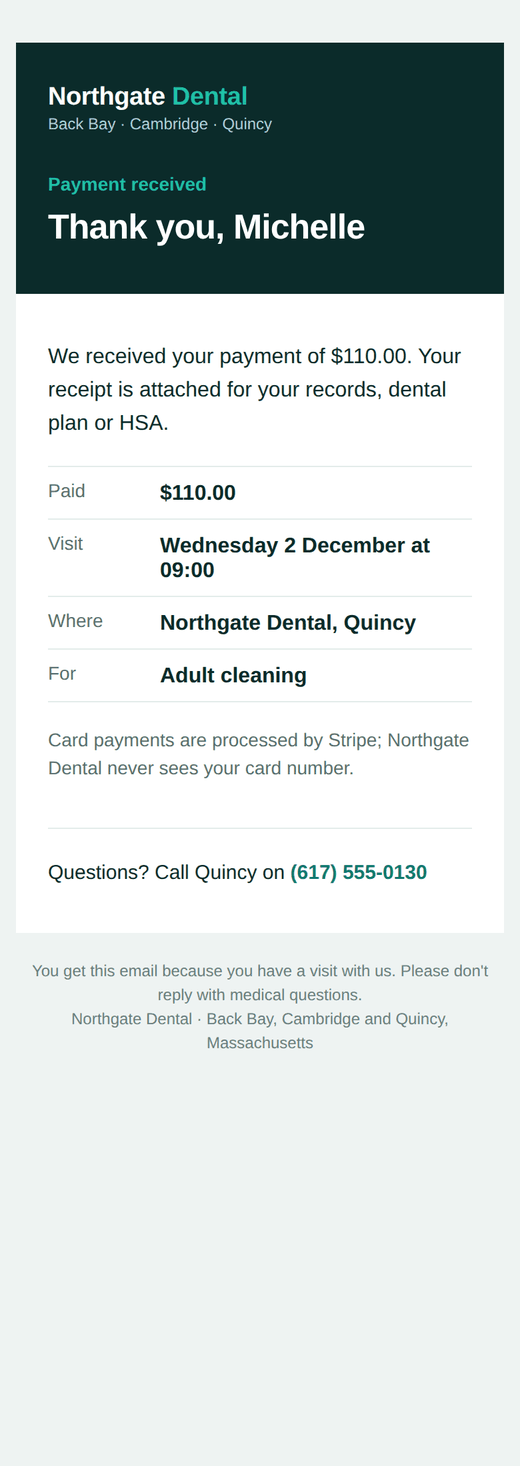 Northgate Dental
Back Bay · Cambridge · Quincy
Payment received
Thank you, Michelle
We received your payment of $110.00. Your
receipt is attached for your records, dental
plan or HSA.
Paid $110.00
Visit Wednesday 2 December at
09:00
Where Northgate Dental, Quincy
For Adult cleaning
Card payments are processed by Stripe; Northgate
Dental never sees your card number.
Questions? Call Quincy on (617) 555-0130
You get this email because you have a visit with us. Please don't
reply with medical questions.
Northgate Dental · Back Bay, Cambridge and Quincy,
Massachusetts